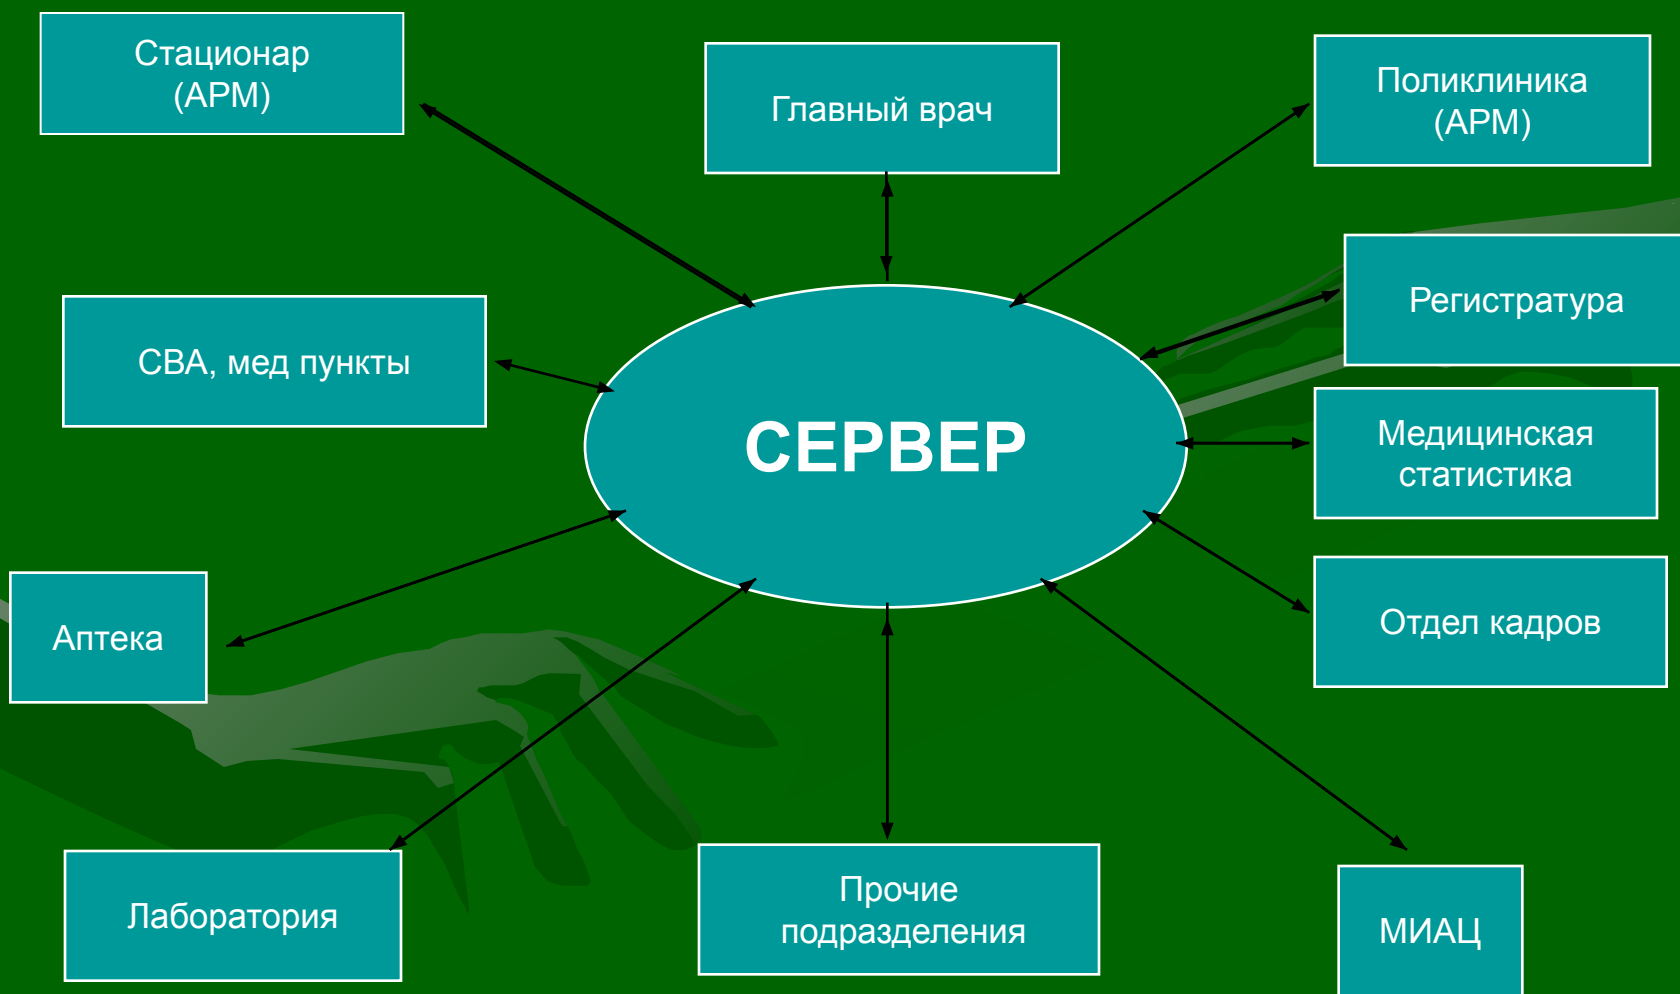 Стационар
(АРМ)
Главный врач
Поликлиника
(АРМ)
Регистратура
СВА, мед пункты
СЕРВЕР
Медицинская
статистика
Аптека
Отдел кадров
Лаборатория
Прочие
подразделения
МИАЦ